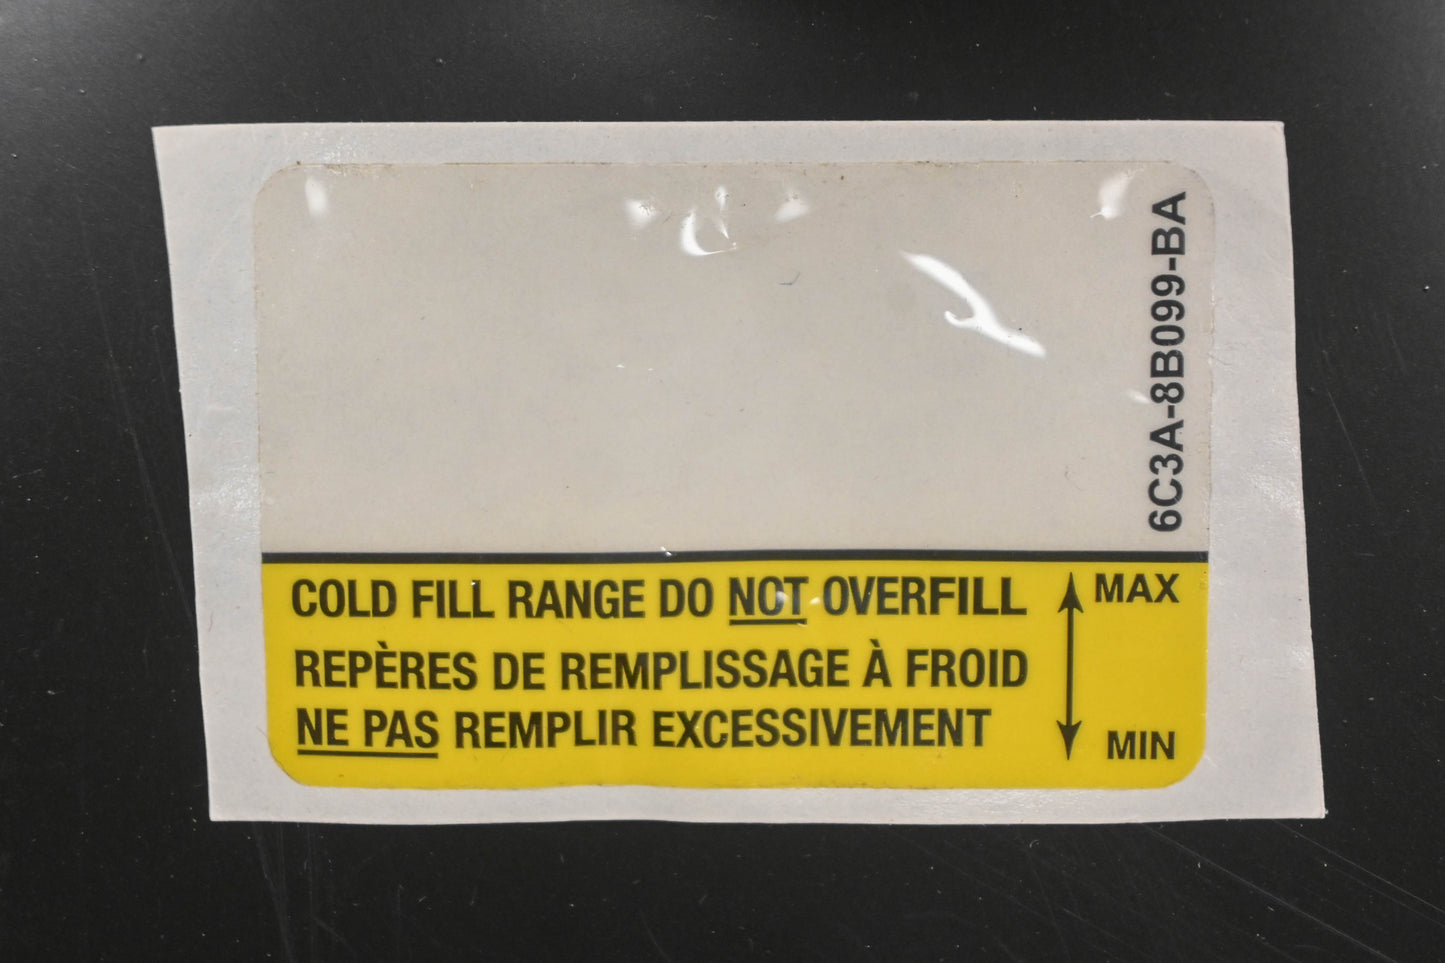 6C3A-8B099-BA
COLD FILL RANGE DO NOT OVERFILL
REPÈRES DE REMPLISSAGE À FROID
NE PAS REMPLIR EXCESSIVEMENT
MAX
MIN